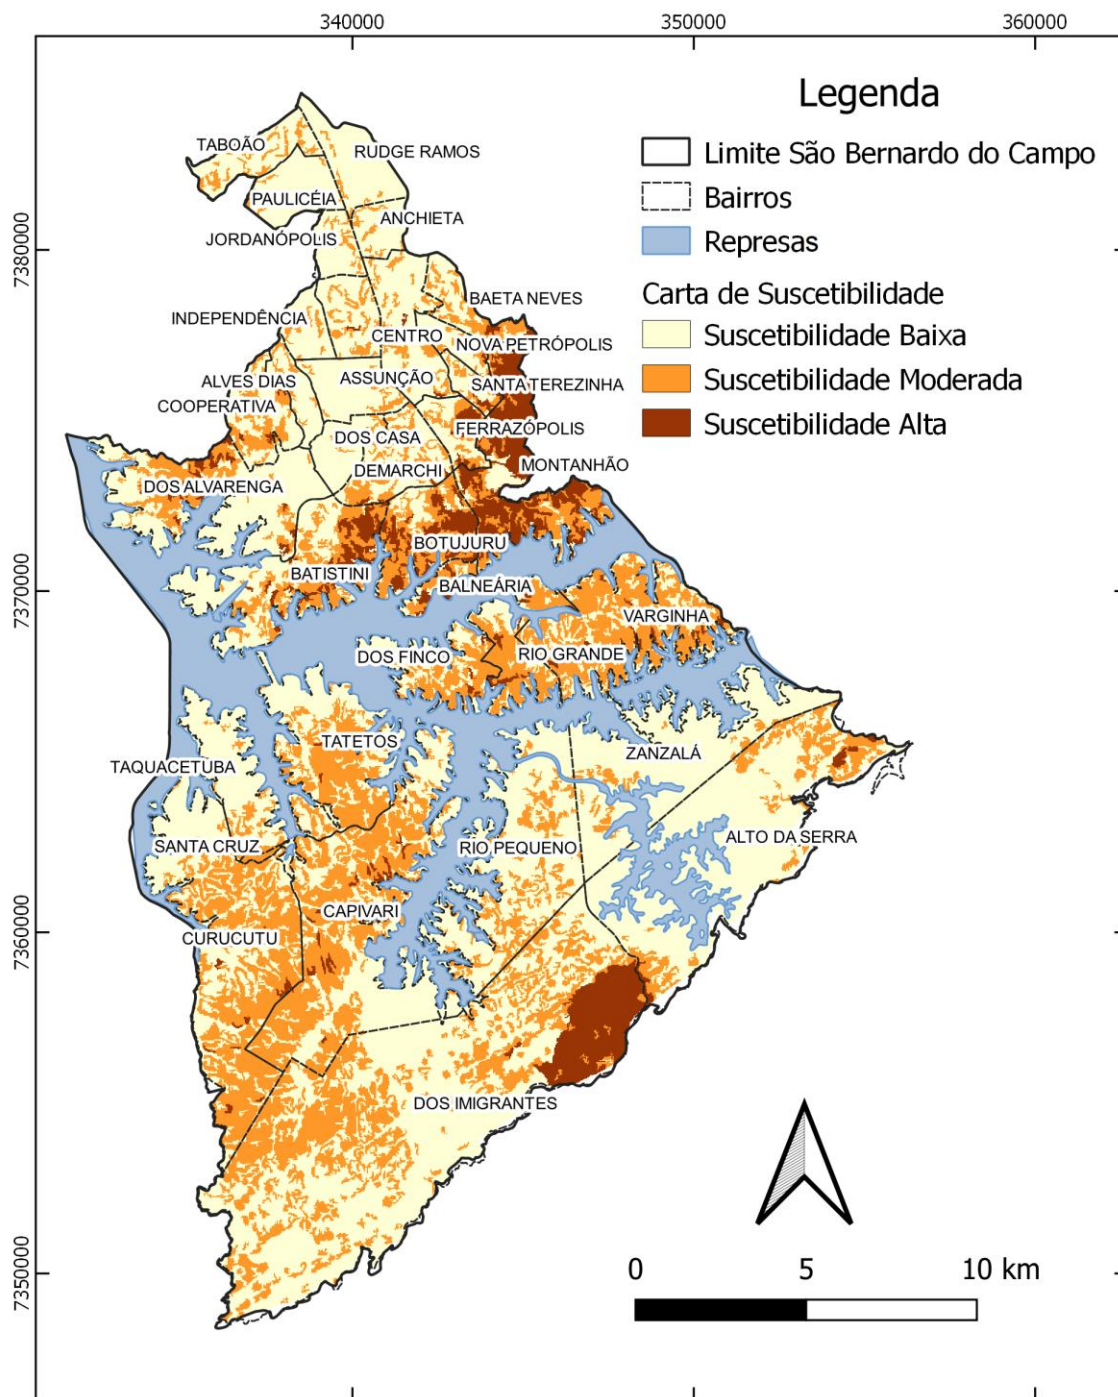 340000
350000
360000
Legenda
Limite São Bernardo do Campo
Bairros
Represas
Carta de Suscetibilidade
Suscetibilidade Baixa
Suscetibilidade Moderada
Suscetibilidade Alta
7380000
7370000
7360000
7350000
TABOÃO
RUDGE RAMOS
PAULICÉIA
ANCHIETA
JORDANÓPOLIS
BAETA NEVES
INDEPENDÊNCIA
CENTRO
NOVA PETRÓPOLIS
ALVES DIAS
ASSUNÇÃO
SANTA TEREZINHA
COOPERATIVA
FERRAZÓPOLIS
DOS CASA
DEMARCHI
MONTANHÃO
DOS ALVARENGA
BOTUJURU
BATISTINI
BALNEÁRIA
VARGINHA
DOS FINCO
RIO GRANDE
TATETOS
ZANZALÁ
TAQUACETUBA
ALTO DA SERRA
SANTA CRUZ
RIO PEQUENO
CAPIVARI
CURUCUTU
DOS IMIGRANTES
0
5
10 km